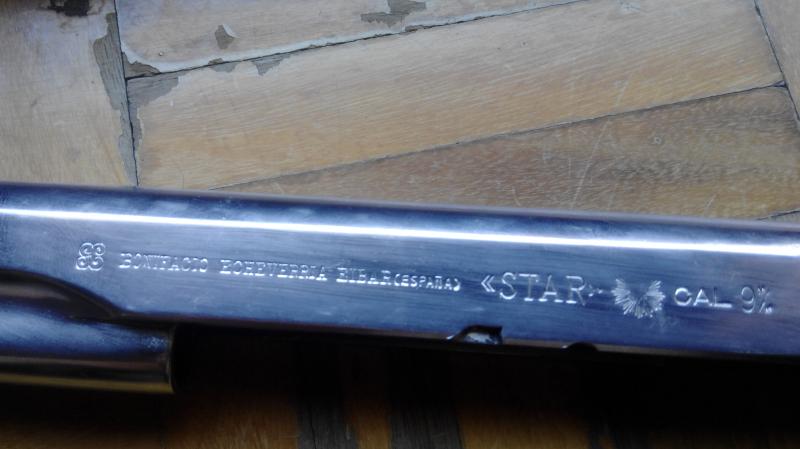 BONIFACIO ECHEVERRIA EIBAR (ESPAÑA) «STAR» CAL 9 m/m